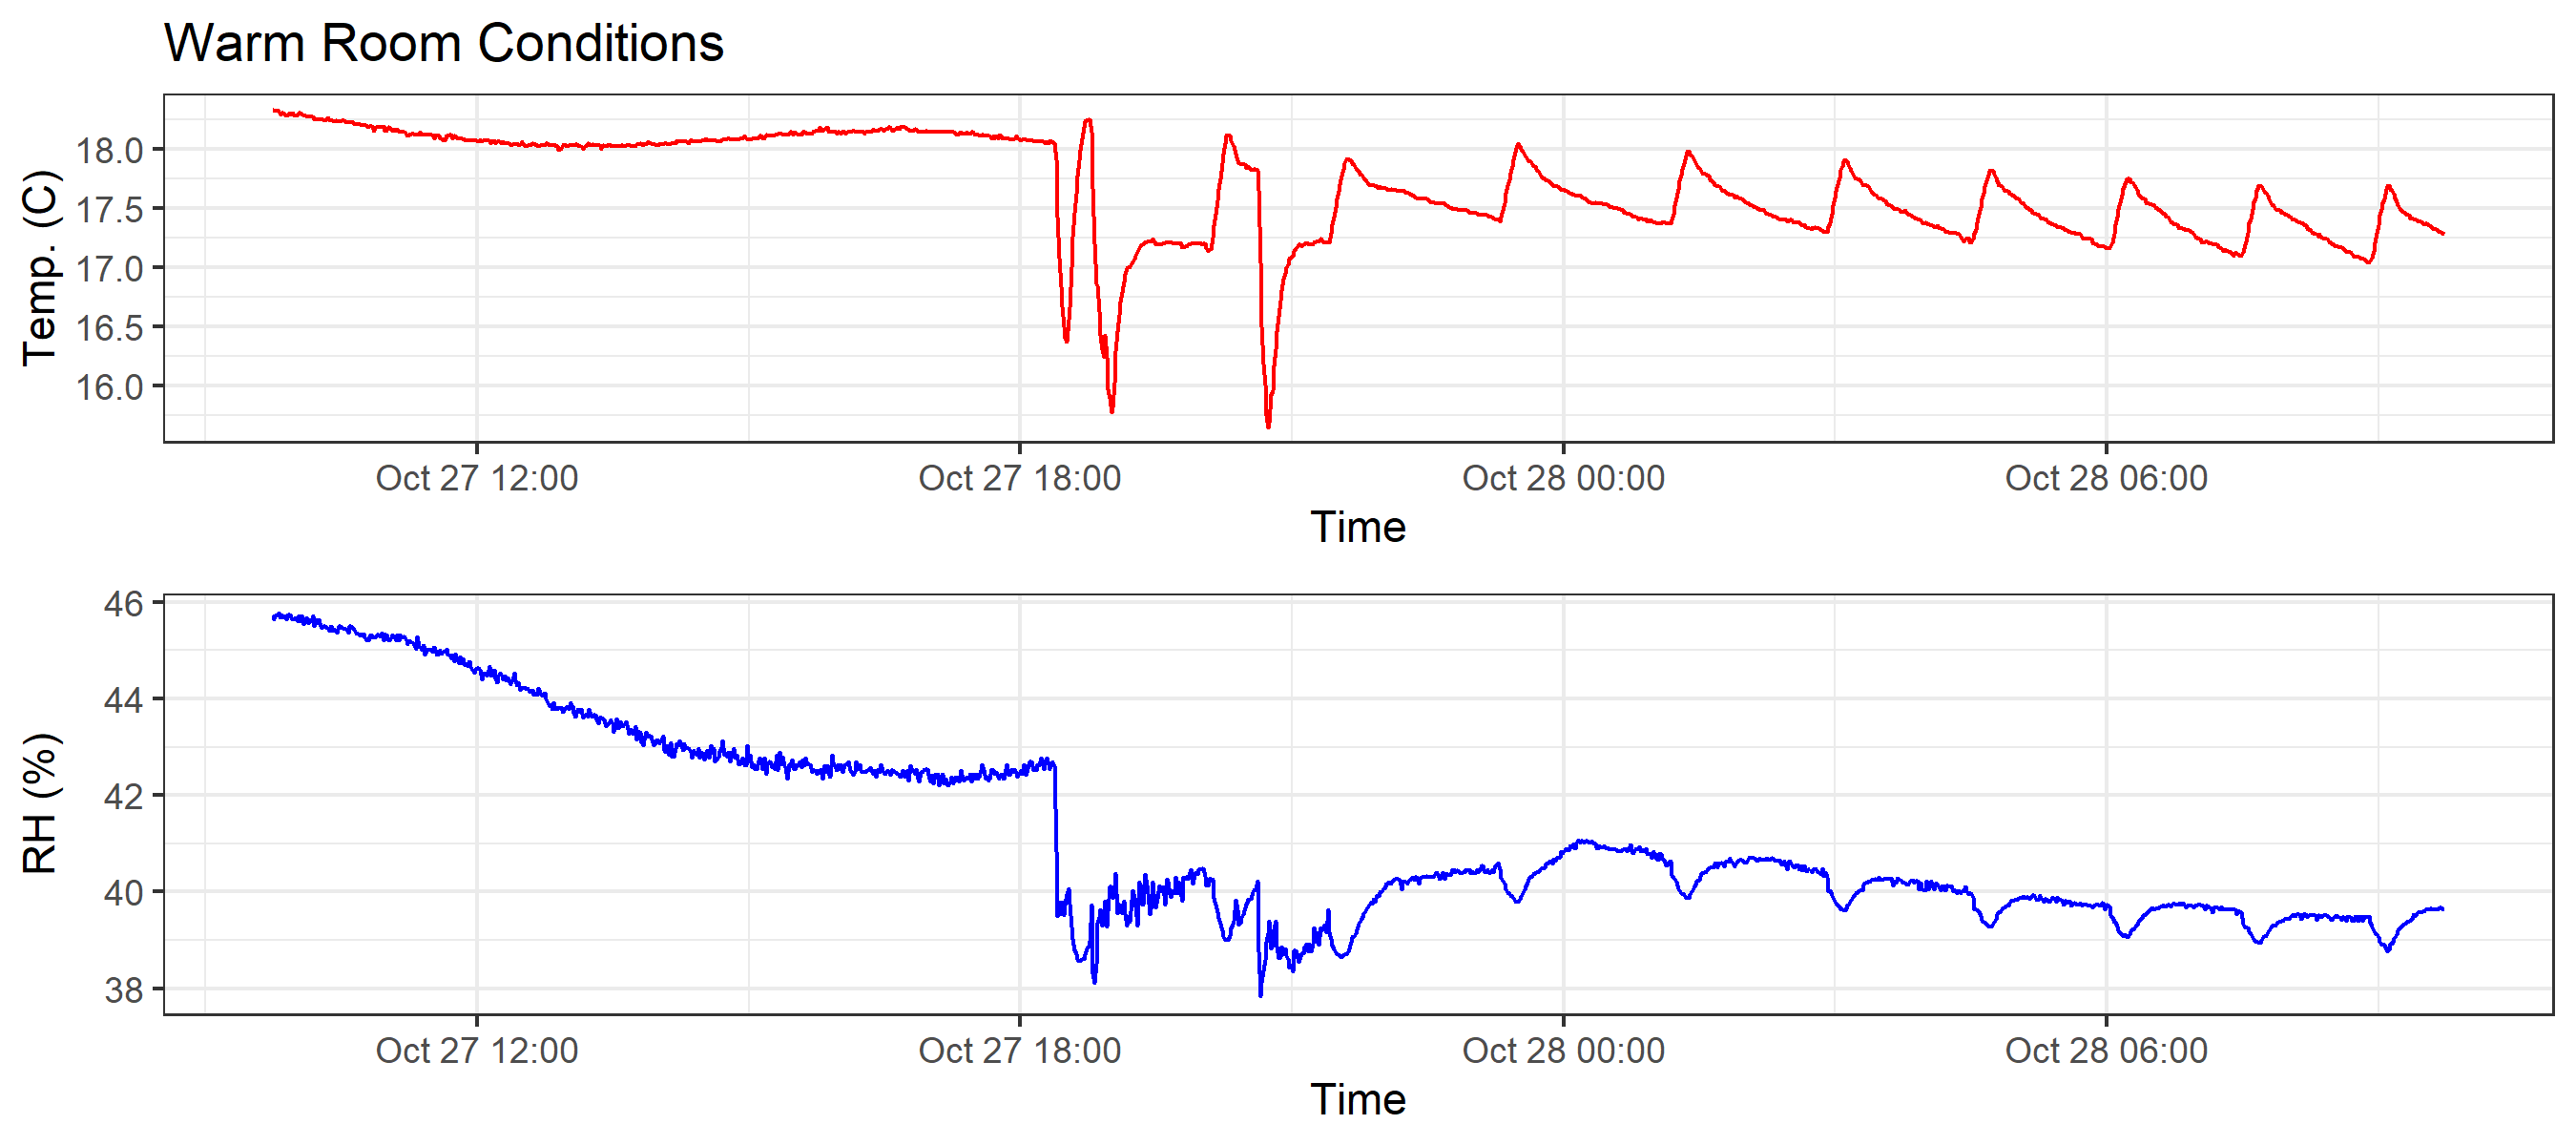 Warm Room Conditions
Temp. (C)
18.0
17.5
17.0
16.5
16.0
Oct 27 12:00 Oct 27 18:00 Oct 28 00:00 Oct 28 06:00
Time
RH (%)
46
44
42
40
38
Oct 27 12:00 Oct 27 18:00 Oct 28 00:00 Oct 28 06:00
Time